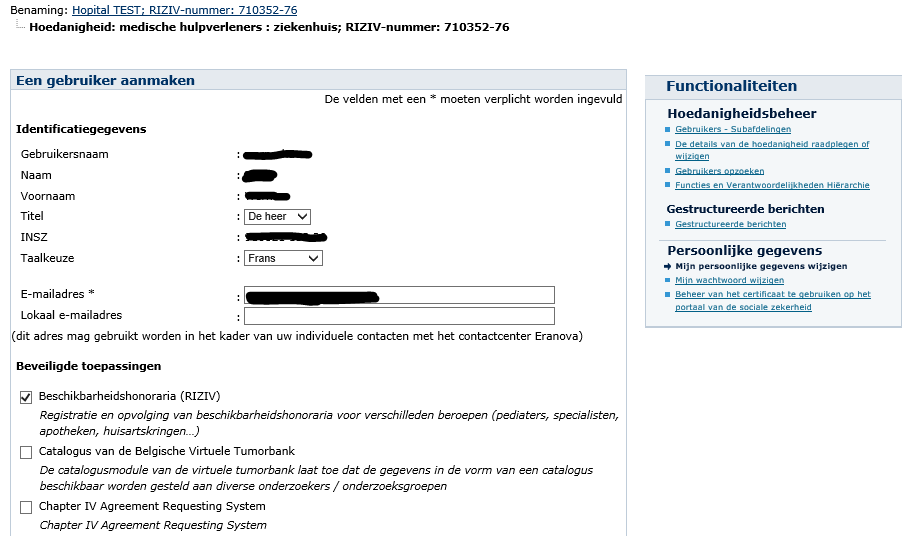 Benaming: Hopital TEST; RIZIV-nummer: 710352-76
Hoedanigheid: medische hulpverleners : ziekenhuis; RIZIV-nummer: 710352-76
Een gebruiker aanmaken
De velden met een * moeten verplicht worden ingevuld
Identificatiegegevens
Gebruikersnaam :
Naam :
Voornaam :
Titel : De heer
INSZ :
Taalkeuze : Frans
E-mailadres * :
Lokaal e-mailadres :
(dit adres mag gebruikt worden in het kader van uw individuele contacten met het contactcenter Eranova)
Beveiligde toepassingen
Beschikbaarheidshonoraria (RIZIV)
Registratie en opvolging van beschikbaarheidshonoraria voor verschilleden beroepen (pediaters, specialisten,
apotheken, huisartskringen...)
Catalogus van de Belgische Virtuele Tumorbank
De catalogusmodule van de virtuele tumorbank laat toe dat de gegevens in de vorm van een catalogus
beschikbaar worden gesteld aan diverse onderzoekers / onderzoeksgroepen
Chapter IV Agreement Requesting System
Chapter IV Agreement Requesting System
Functionaliteiten
Hoedanigheidsbeheer
Gebruikers - Subafdelingen
De details van de hoedanigheid raadplegen of
wijzigen
Gebruikers opzoeken
Functies en Verantwoordelijkheden Hiërarchie
Gestructureerde berichten
Gestructureerde berichten
Persoonlijke gegevens
Mijn persoonlijke gegevens wijzigen
Mijn wachtwoord wijzigen
Beheer van het certificaat te gebruiken op het
portaal van de sociale zekerheid